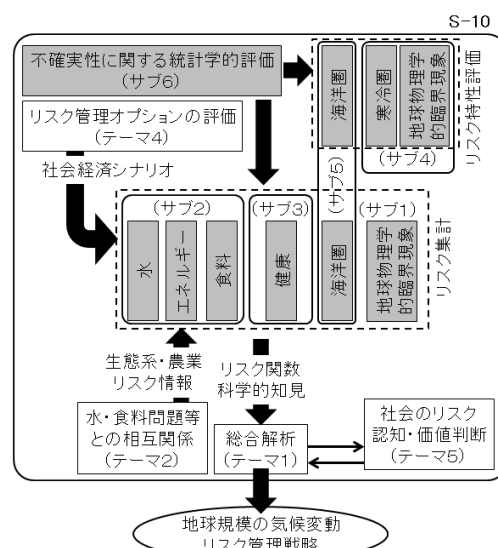 S-10
不確実性に関する統計学的評価
(サブ6)
リスク管理オプションの評価
(テーマ4)
社会経済シナリオ
海洋圏
寒冷圏
地球物理学
的臨界現象
リスク特性評価
(サブ4)
(サブ5)
(サブ2)
(サブ3)
(サブ1)
水
エネルギー
食料
健康
海洋圏
地球物理学
的臨界現象
リスク集計
生態系・農業
リスク情報
リスク関数
科学的知見
水・食料問題等
との相互関係
(テーマ2)
総合解析
(テーマ1)
社会のリスク
認知・価値判断
(テーマ5)
地球規模の気候変動
リスク管理戦略